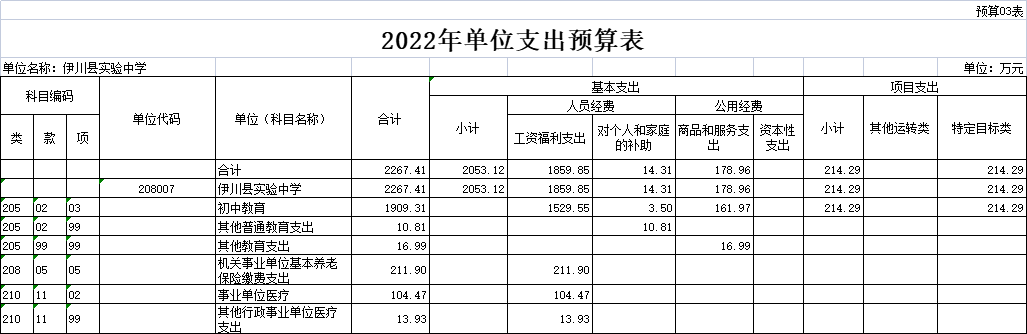 预算03表
2022年单位支出预算表
单位名称：伊川县实验中学 单位：万元
科目编码 单位代码 单位（科目名称） 合计 基本支出 项目支出
类 款 项 小计 人员经费 公用经费 小计 其他运转类 特定目标类
工资福利支出 对个人和家庭的补助 商品和服务支出 资本性支出
合计 2267.41 2053.12 1859.85 14.31 178.96 214.29 214.29
208007 伊川县实验中学 2267.41 2053.12 1859.85 14.31 178.96 214.29 214.29
205 02 03 初中教育 1909.31 1529.55 3.50 161.97 214.29 214.29
205 02 99 其他普通教育支出 10.81 10.81
205 99 99 其他教育支出 16.99 16.99
208 05 05 机关事业单位基本养老保险缴费支出 211.90 211.90
210 11 02 事业单位医疗 104.47 104.47
210 11 99 其他行政事业单位医疗支出 13.93 13.93